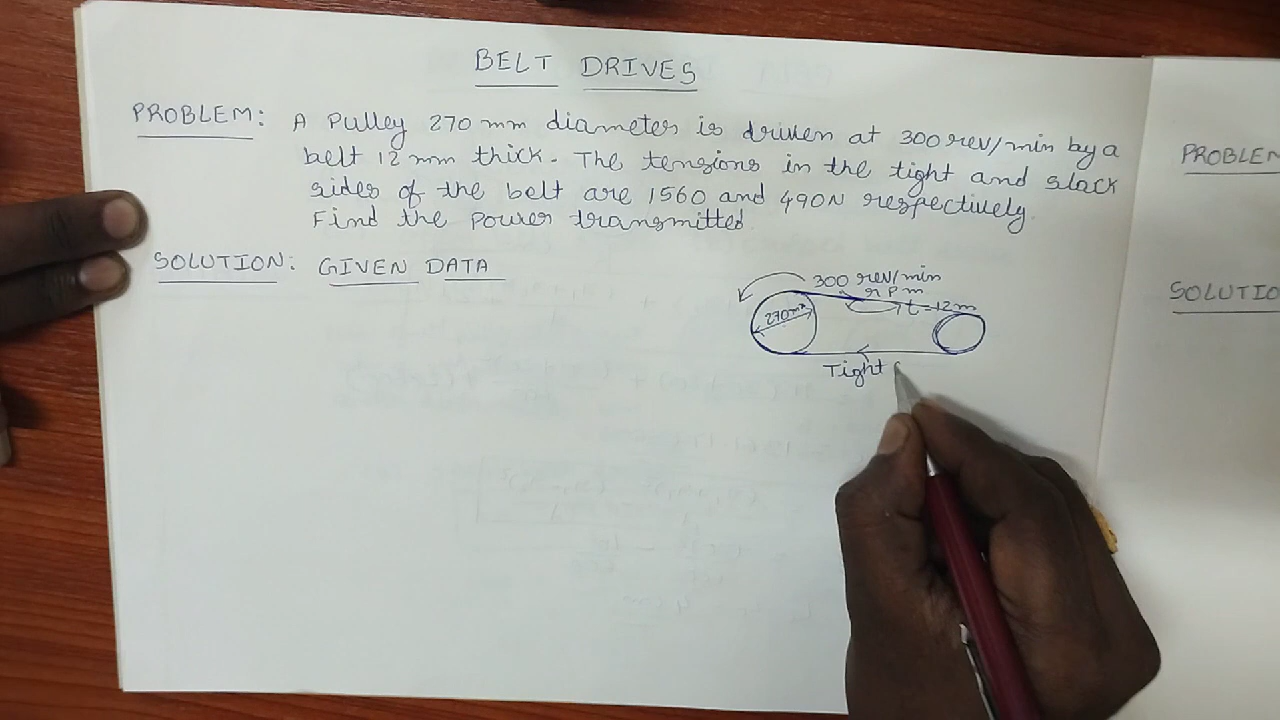 BELT DRIVES
PROBLEM: A Pulley 270 mm diameter is driven at 300 rev/min by a
belt 12 mm thick. The tensions in the tight and slack
sides of the belt are 1560 and 490N respectively.
Find the power transmitted.
SOLUTION: GIVEN DATA
300 rev/min
r p m
t = 12 m
270mm
Tight
PROBLEM
SOLUTIO